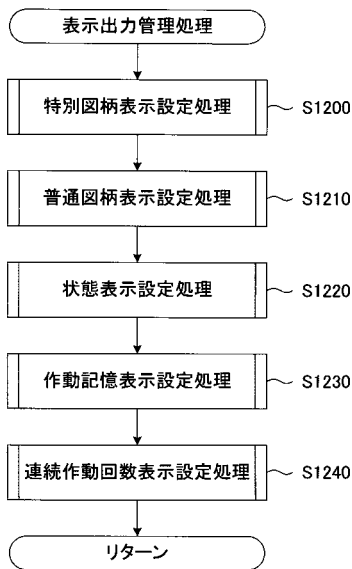 表示出力管理処理
特別図柄表示設定処理 S1200
普通図柄表示設定処理 S1210
状態表示設定処理 S1220
作動記憶表示設定処理 S1230
連続作動回数表示設定処理 S1240
リターン